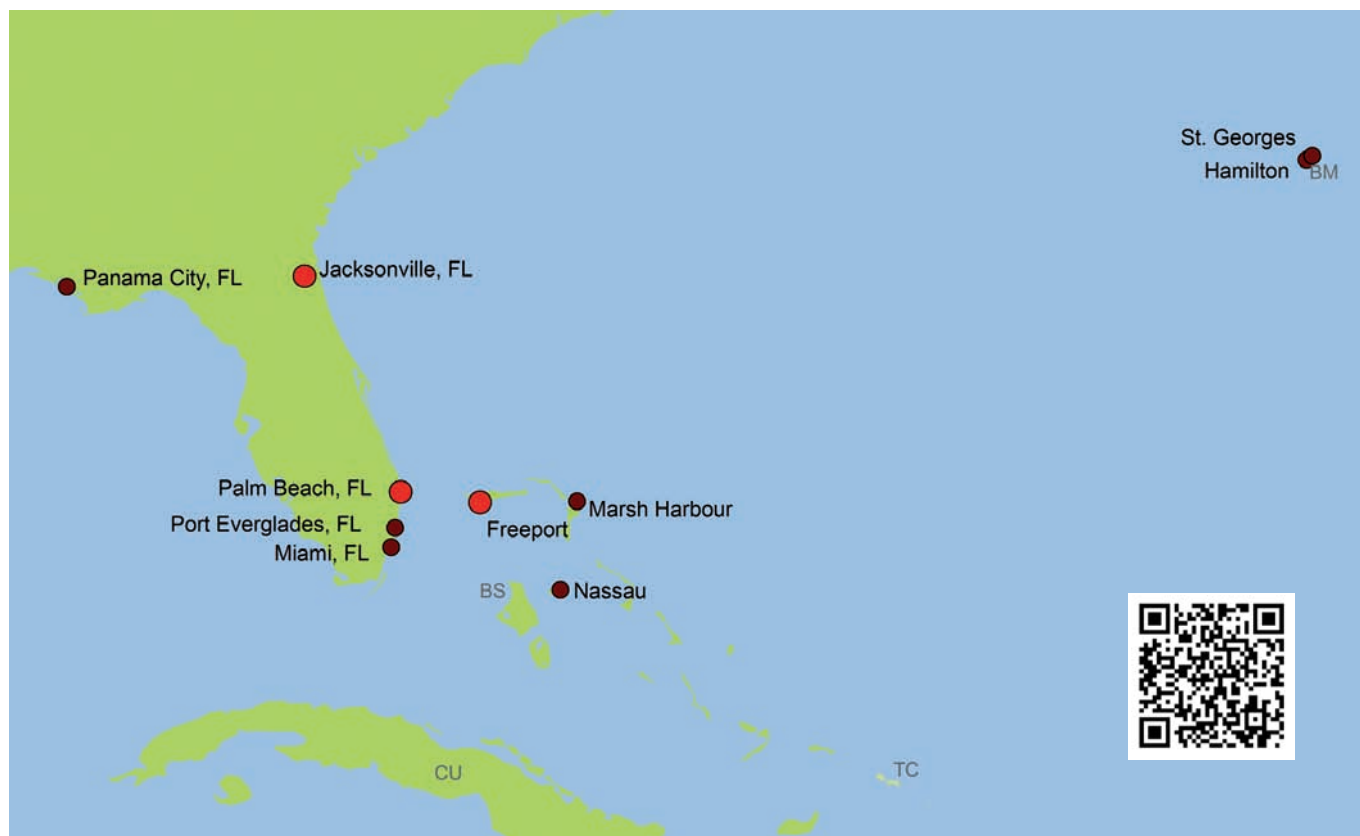 St. Georges
Hamilton
BM
Jacksonville, FL
Panama City, FL
Palm Beach, FL
Port Everglades, FL
Miami, FL
Freeport
Marsh Harbour
BS
Nassau
CU
TC